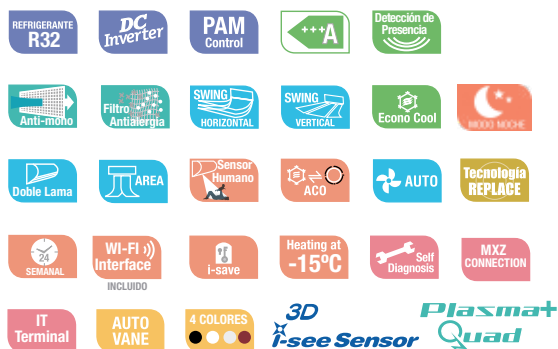 REFRIGERANTE
R32
DC
Inverter
PAM
Control
+++A
Detección de
Presencia
Anti-moho
Filtro
Antialergia
SWING
HORIZONTAL
SWING
VERTICAL
Econo Cool
MODO NOCHE
Doble Lama
AREA
Sensor
Humano
ACO
AUTO
Tecnología
REPLACE
24
SEMANAL
WI-FI
Interface
INCLUIDO
i-save
Heating at
-15ºC
Self
Diagnosis
MXZ
CONNECTION
IT
Terminal
AUTO
VANE
4 COLORES
3D
i-see Sensor
Plasma+
Quad